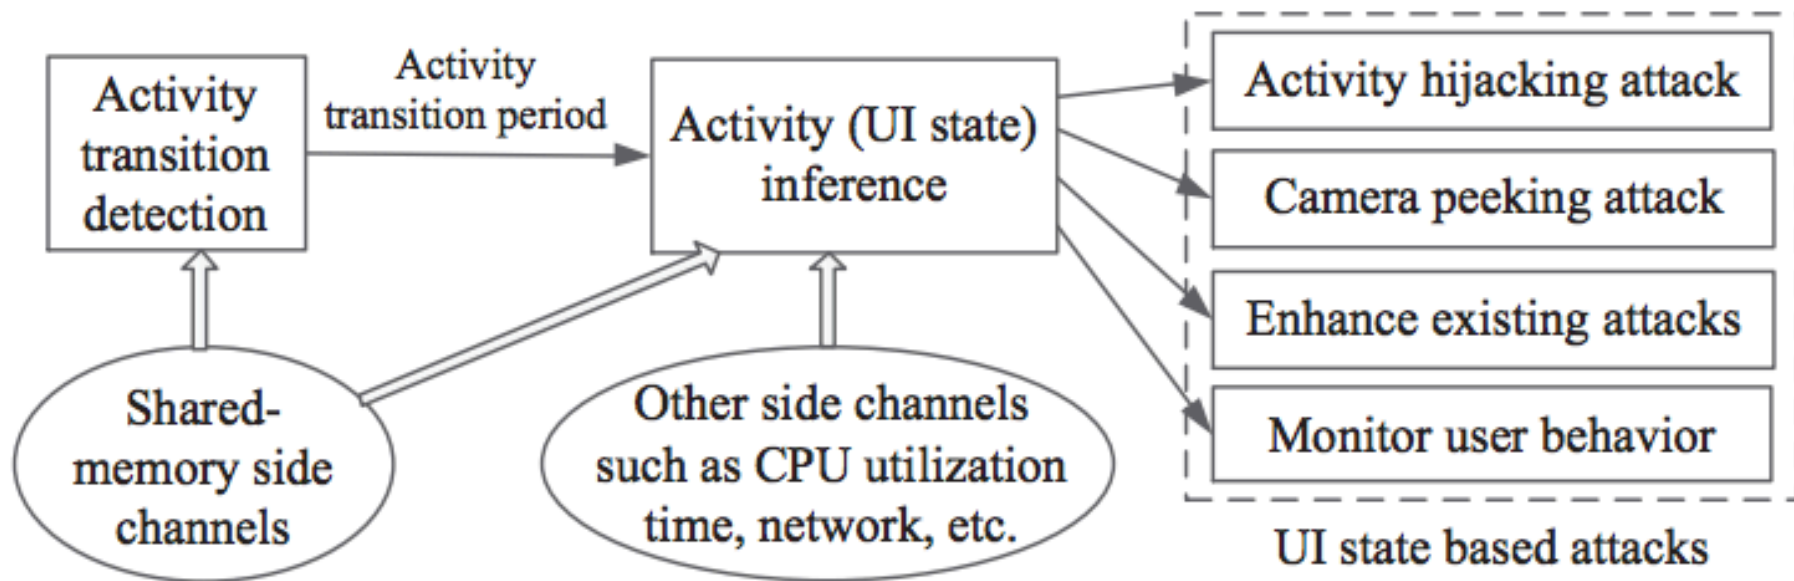 Activity
transition
detection
Activity
transition period
Activity (UI state)
inference
Activity hijacking attack
Camera peeking attack
Enhance existing attacks
Monitor user behavior
UI state based attacks
Shared-
memory side
channels
Other side channels
such as CPU utilization
time, network, etc.